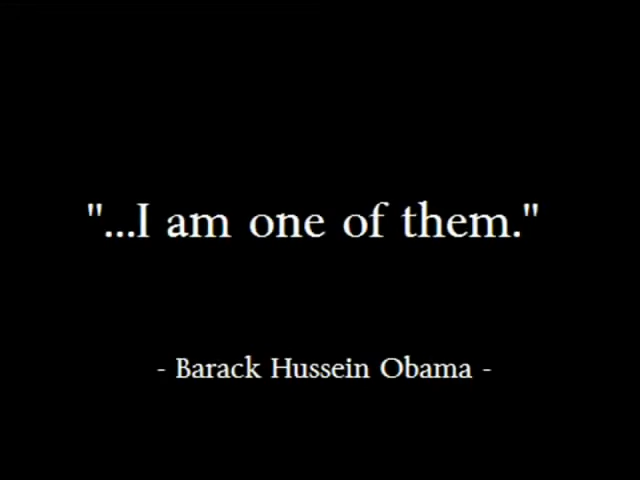 "...I am one of them."
- Barack Hussein Obama -